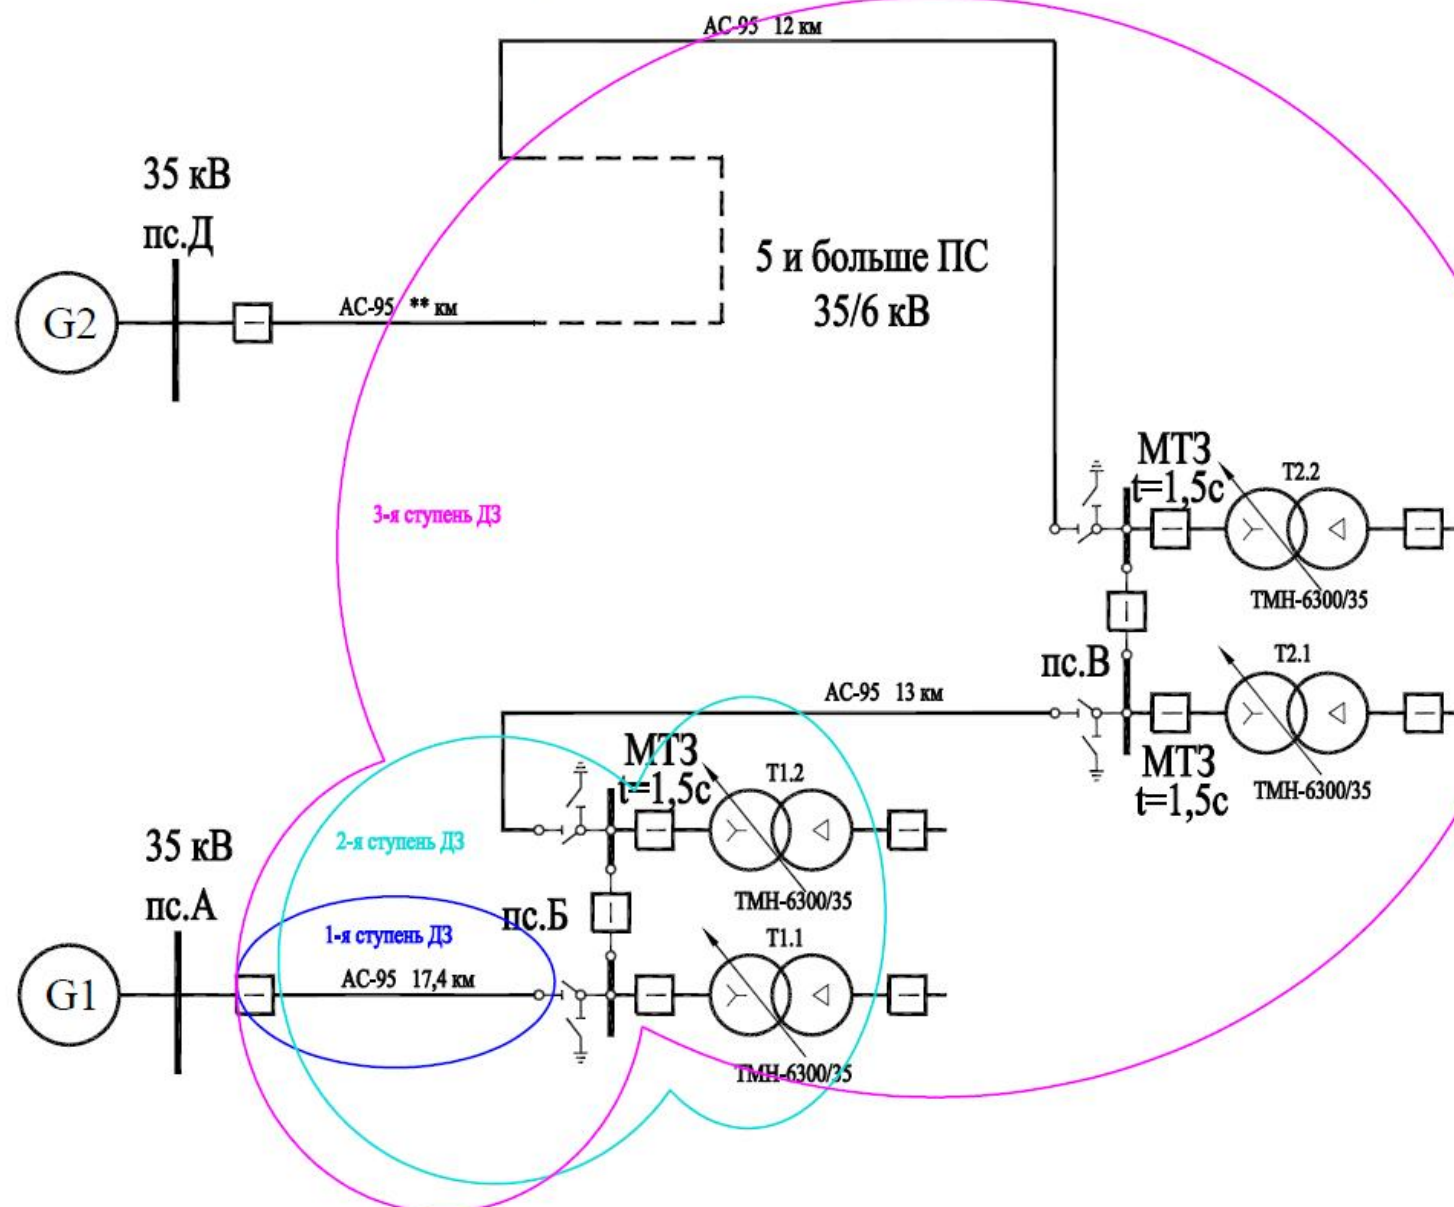 АС-95 12 км
35 кВ
пс.Д
G2
АС-95 ** км
5 и больше ПС
35/6 кВ
3-я ступень ДЗ
МТЗ
t=1,5с
Т2.2
ТМН-6300/35
пс.В
Т2.1
АС-95 13 км
МТЗ
t=1,5с
ТМН-6300/35
МТЗ
t=1,5с
Т1.2
2-я ступень ДЗ
ТМН-6300/35
35 кВ
пс.А
пс.Б
1-я ступень ДЗ
Т1.1
G1
АС-95 17,4 км
ТМН-6300/35